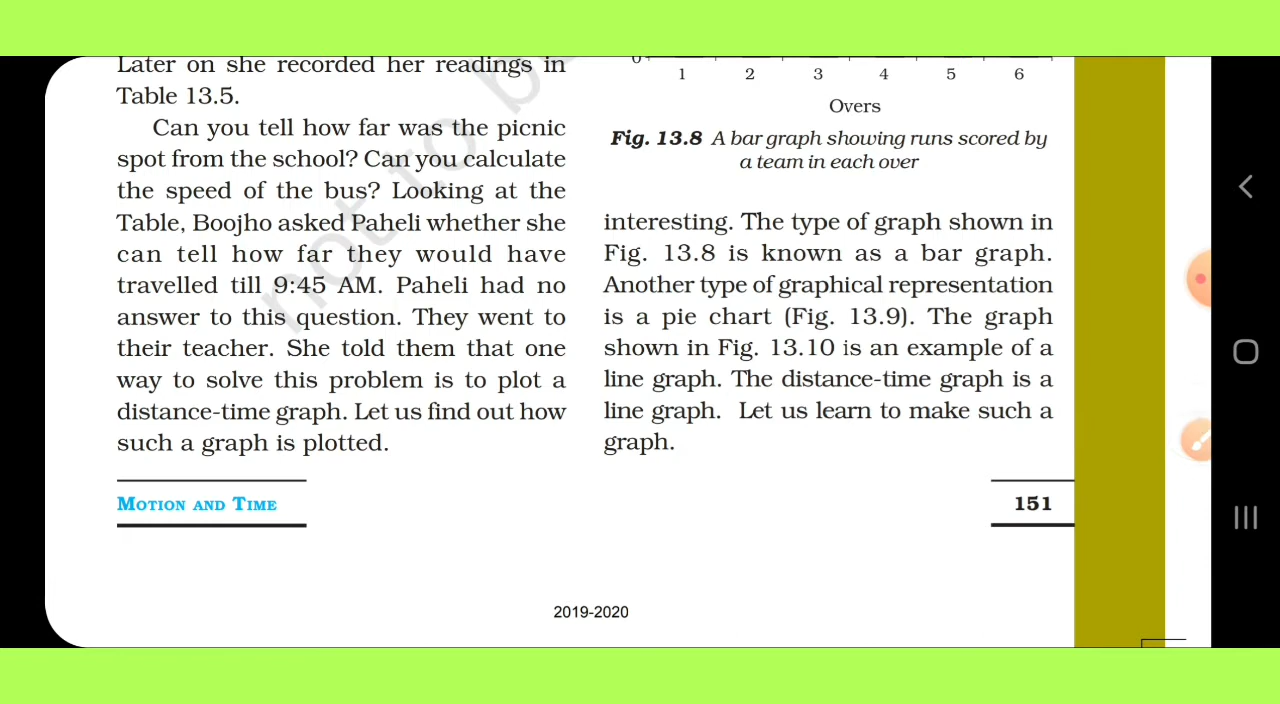 Later on she recorded her readings in
Table 13.5.
Can you tell how far was the picnic
spot from the school? Can you calculate
the speed of the bus? Looking at the
Table, Boojho asked Paheli whether she
can tell how far they would have
travelled till 9:45 AM. Paheli had no
answer to this question. They went to
their teacher. She told them that one
way to solve this problem is to plot a
distance-time graph. Let us find out how
such a graph is plotted.
0
1 2 3 4 5 6
Overs
Fig. 13.8 A bar graph showing runs scored by
a team in each over
interesting. The type of graph shown in
Fig. 13.8 is known as a bar graph.
Another type of graphical representation
is a pie chart (Fig. 13.9). The graph
shown in Fig. 13.10 is an example of a
line graph. The distance-time graph is a
line graph. Let us learn to make such a
graph.
MOTION AND TIME
151
2019-2020
not to b